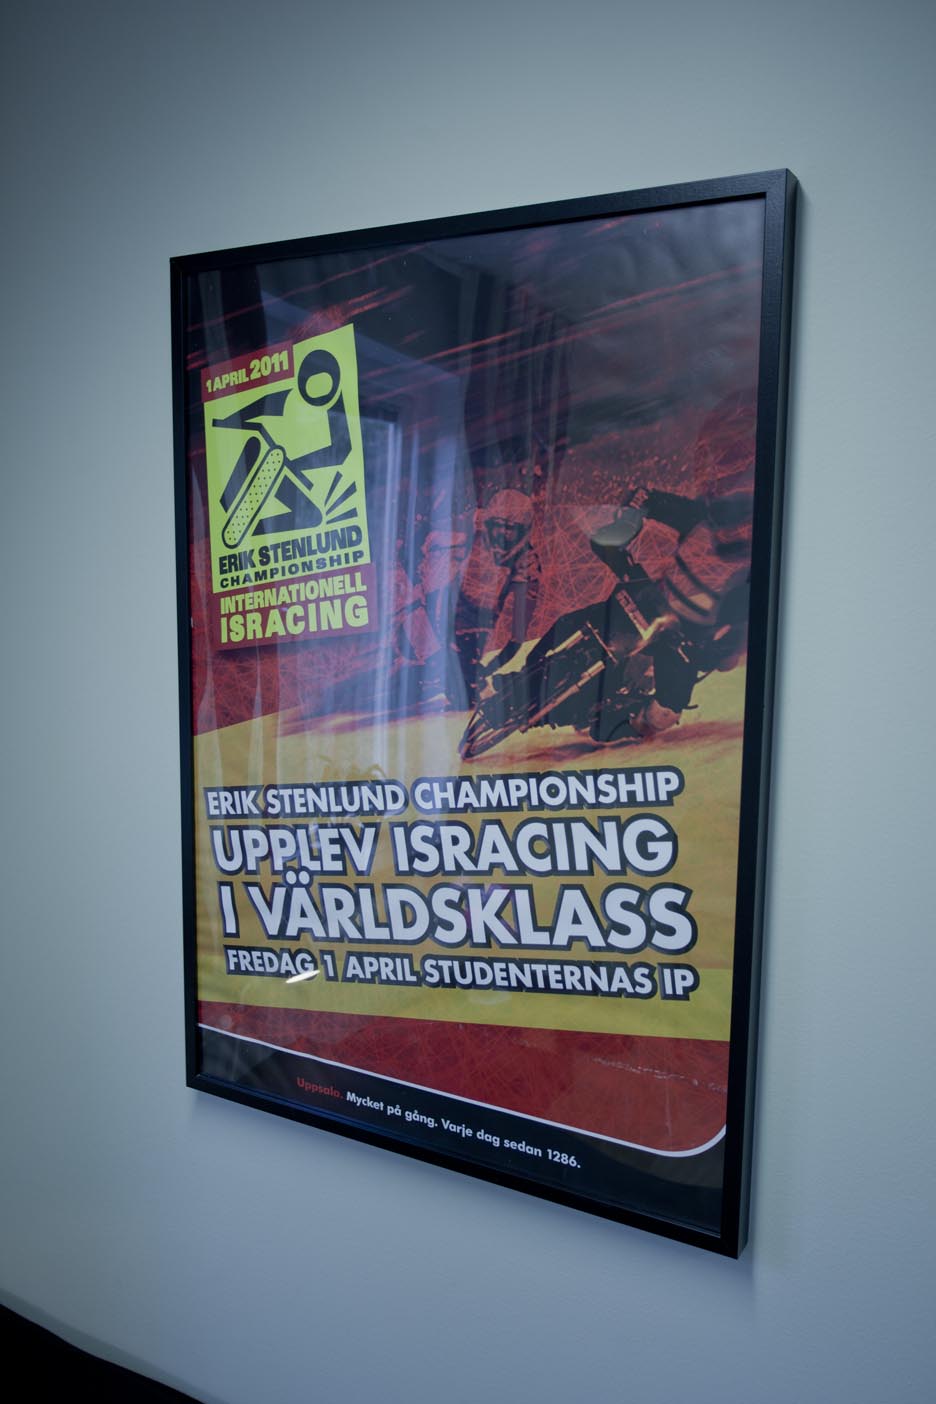 1 APRIL 2011
ERIK STENLUND
CHAMPIONSHIP
INTERNATIONELL
ISRACING
ERIK STENLUND CHAMPIONSHIP
UPPLEV ISRACING
I VÄRLDSKLASS
FREDAG 1 APRIL STUDENTERNAS IP
Uppsala. Mycket på gång. Varje dag sedan 1286.